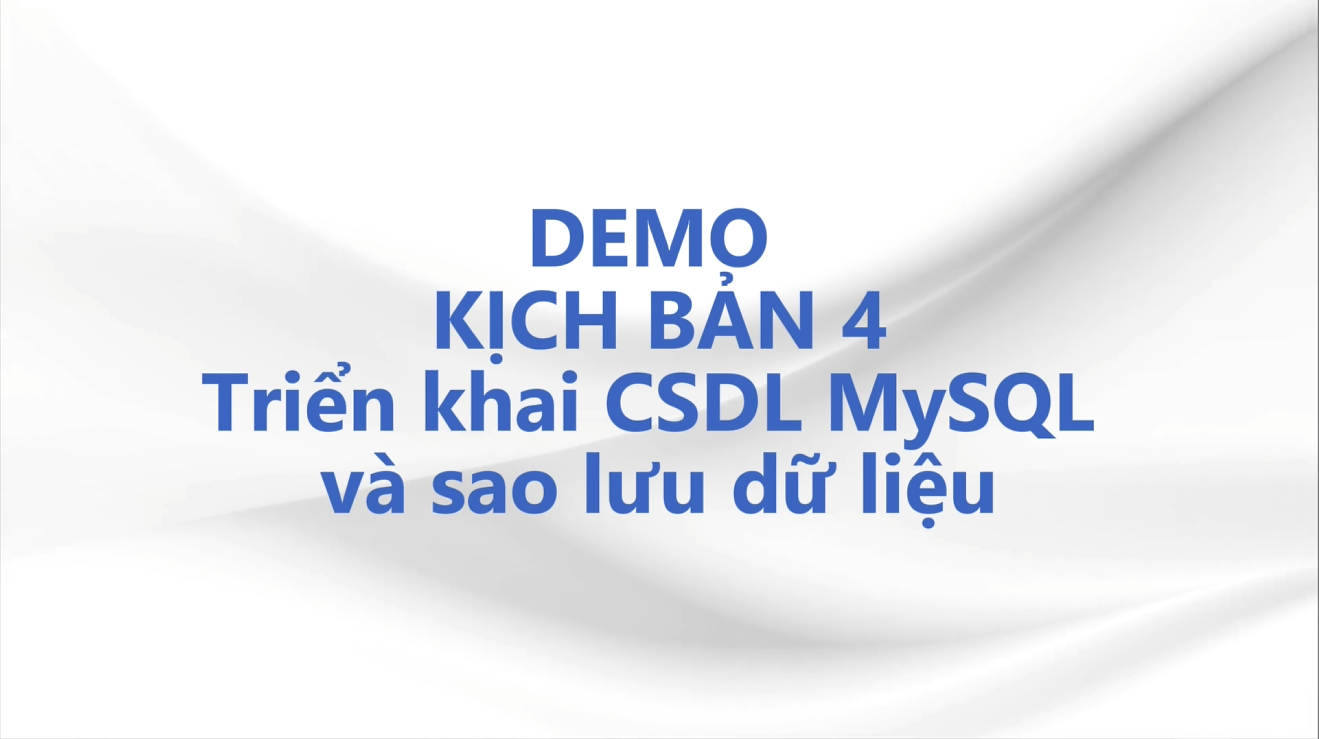 DEMO
KỊCH BẢN 4
Triển khai CSDL MySQL
và sao lưu dữ liệu